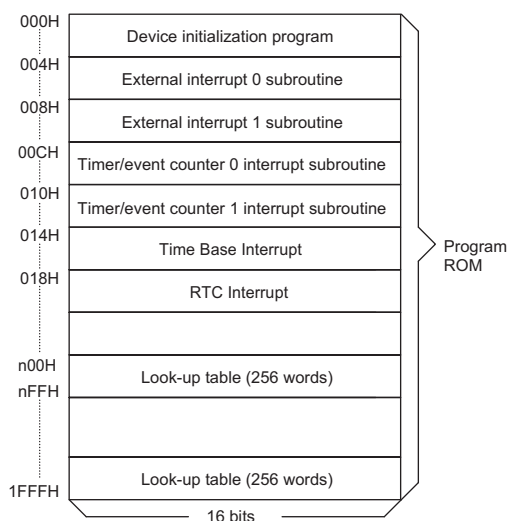 000H
Device initialization program
004H
External interrupt 0 subroutine
008H
External interrupt 1 subroutine
00CH
Timer/event counter 0 interrupt subroutine
010H
Timer/event counter 1 interrupt subroutine
014H
Time Base Interrupt
018H
RTC Interrupt
Program
ROM
n00H
Look-up table (256 words)
nFFH
Look-up table (256 words)
1FFFH
16 bits